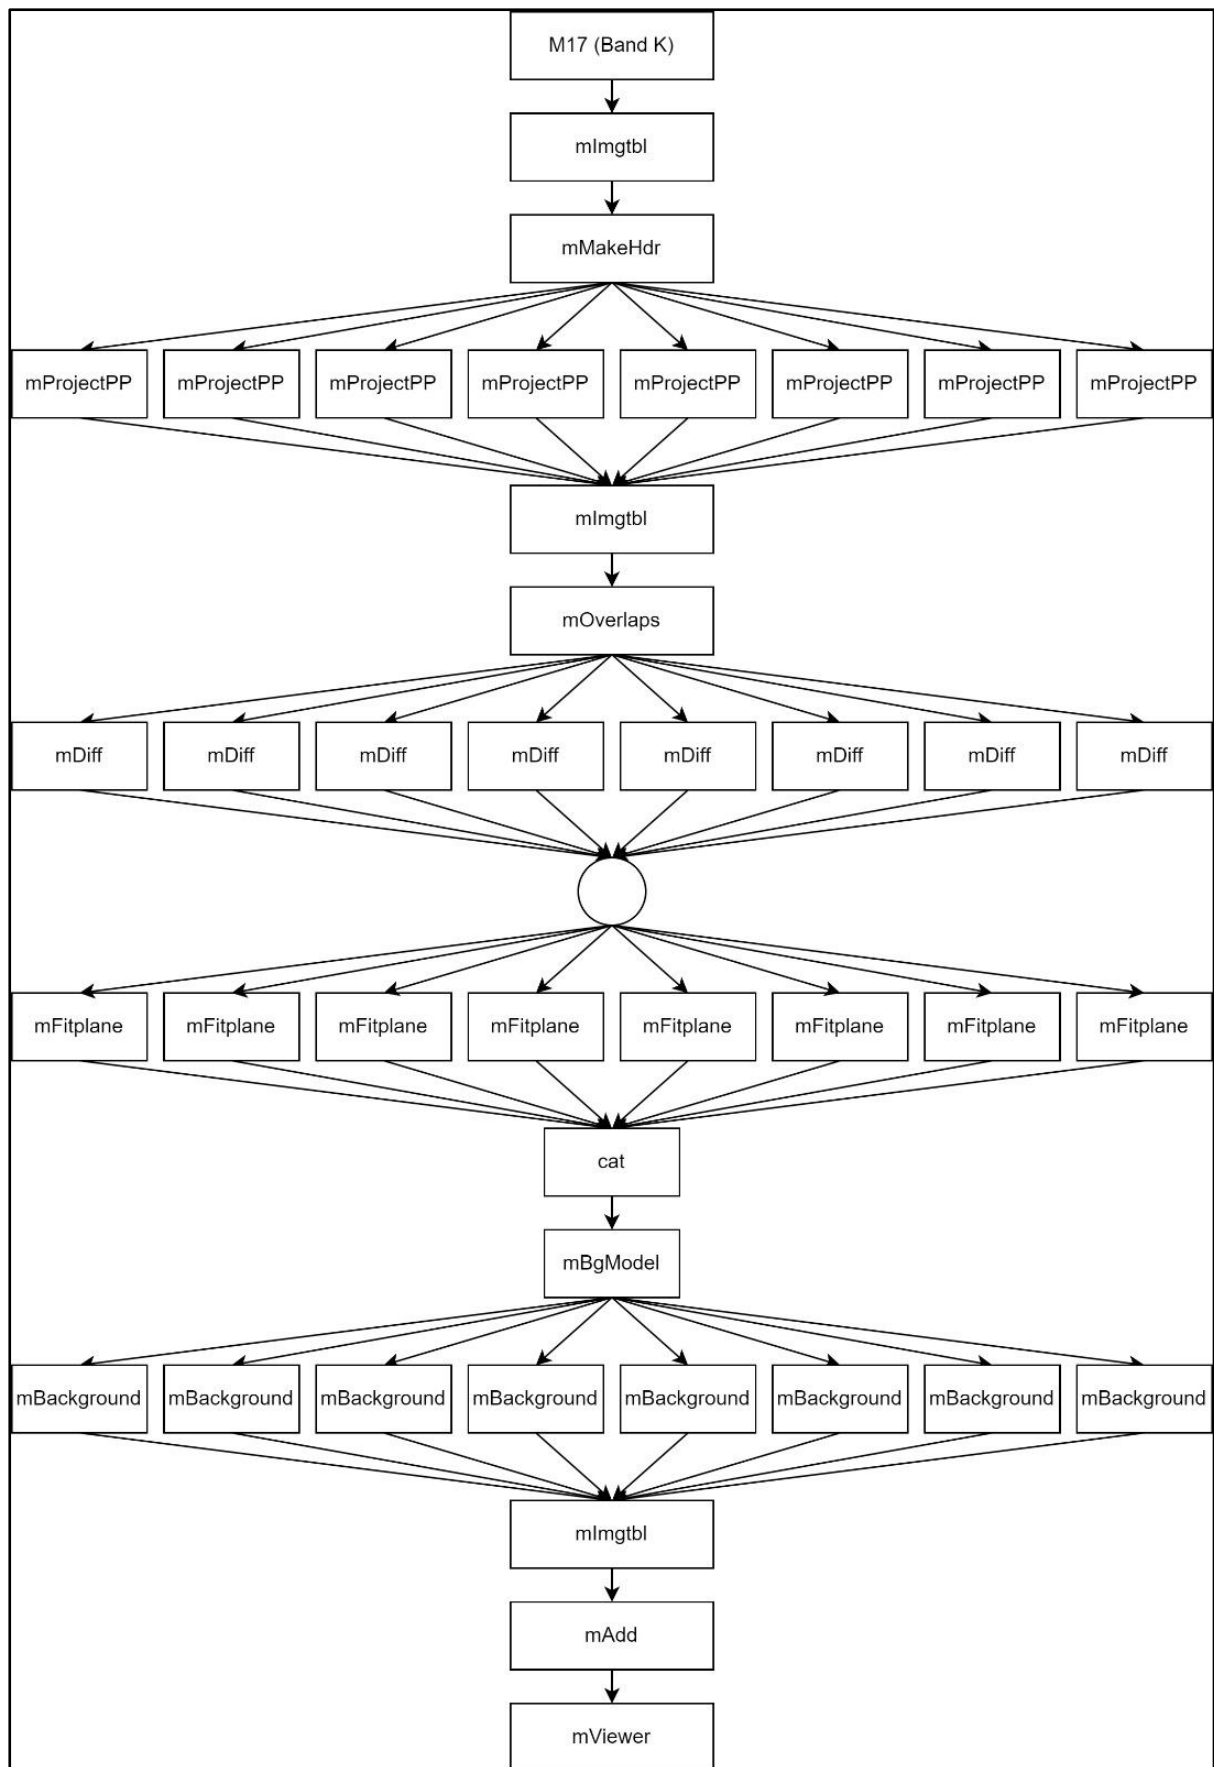 M17 (Band K)
mImgtbl
mMakeHdr
mProjectPP mProjectPP mProjectPP mProjectPP mProjectPP mProjectPP mProjectPP mProjectPP
mImgtbl
mOverlaps
mDiff mDiff mDiff mDiff mDiff mDiff mDiff mDiff
mFitplane mFitplane mFitplane mFitplane mFitplane mFitplane mFitplane mFitplane
cat
mBgModel
mBackground mBackground mBackground mBackground mBackground mBackground mBackground mBackground
mImgtbl
mAdd
mViewer